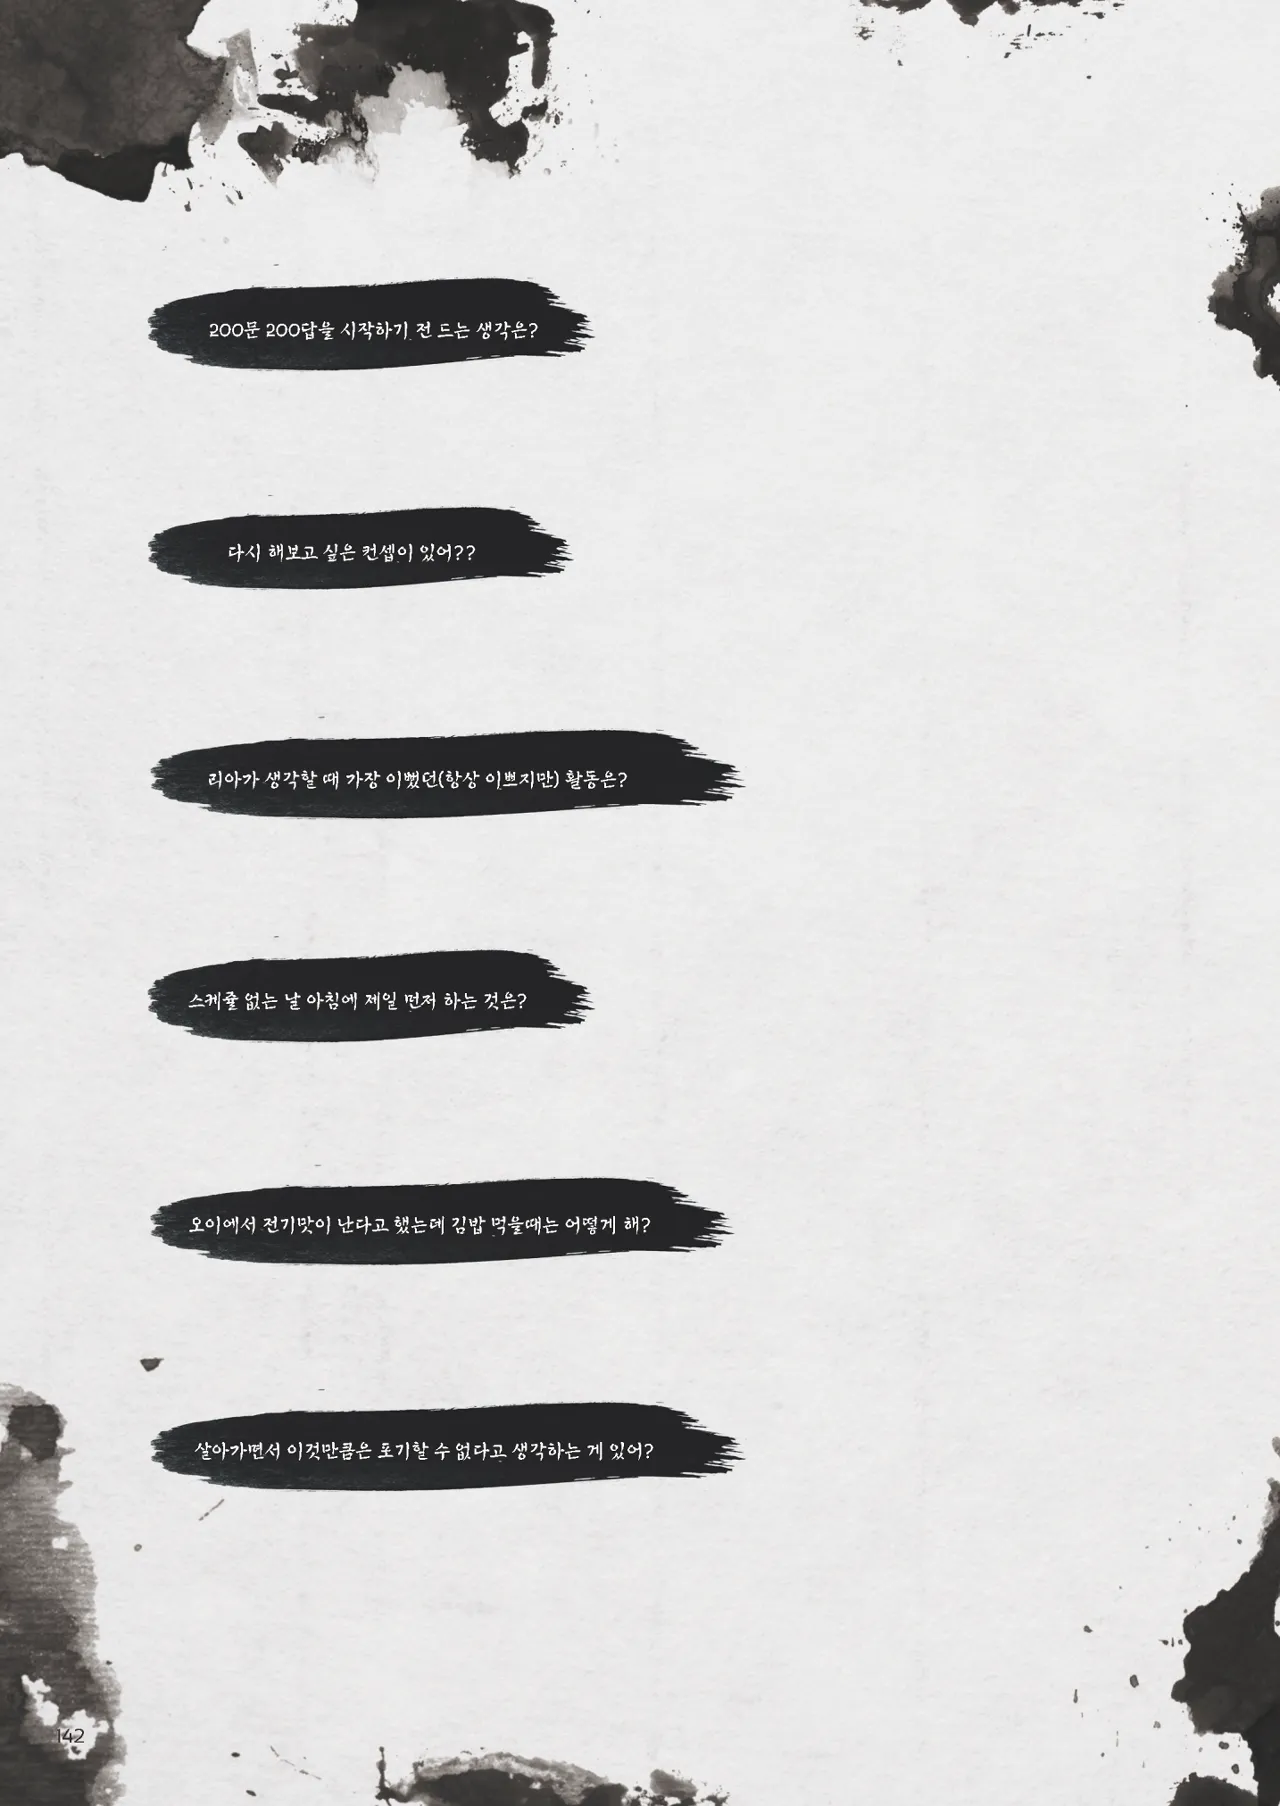 200문 200답을 시작하기 전 드는 생각은?
다시 해보고 싶은 컨셉이 있어??
리아가 생각할 때 가장 이뻤던(항상 이쁘지만) 활동은?
스케쥴 없는 날 아침에 제일 먼저 하는 것은?
오이에서 전기맛이 난다고 했는데 김밥 먹을때는 어떻게 해?
살아가면서 이것만큼은 포기할 수 없다고 생각하는 게 있어?
142